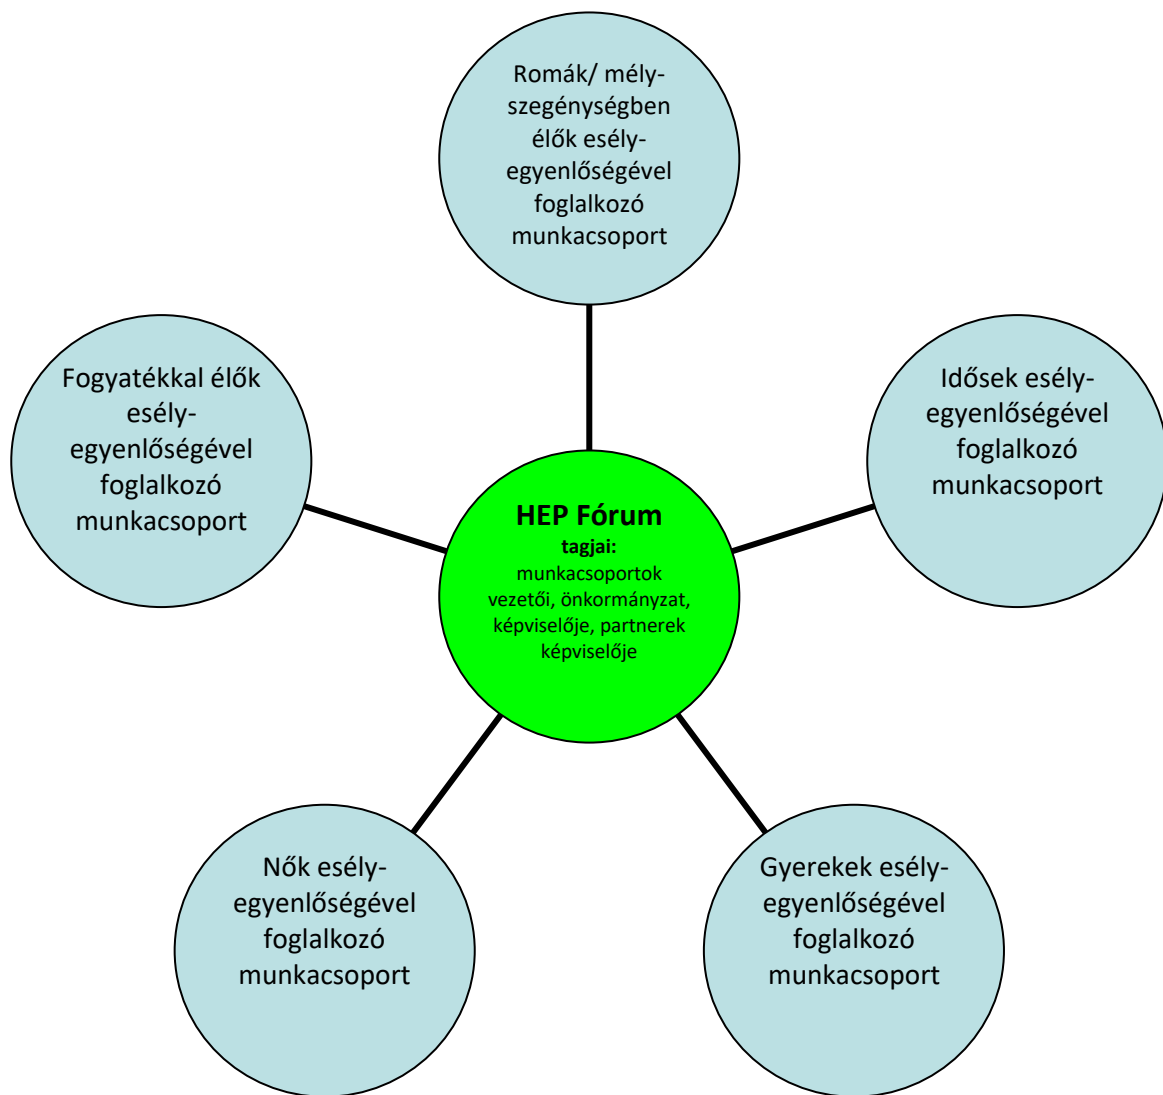 Romák/ mély-
szegénységben
élők esély-
egyenlőségével
foglalkozó
munkacsoport
Fogyatékkal élők
esély-
egyenlőségével
foglalkozó
munkacsoport
Idősek esély-
egyenlőségével
foglalkozó
munkacsoport
HEP Fórum
tagjai:
munkacsoportok
vezetői, önkormányzat,
képviselője, partnerek
képviselője
Nők esély-
egyenlőségével
foglalkozó
munkacsoport
Gyerekek esély-
egyenlőségével
foglalkozó
munkacsoport